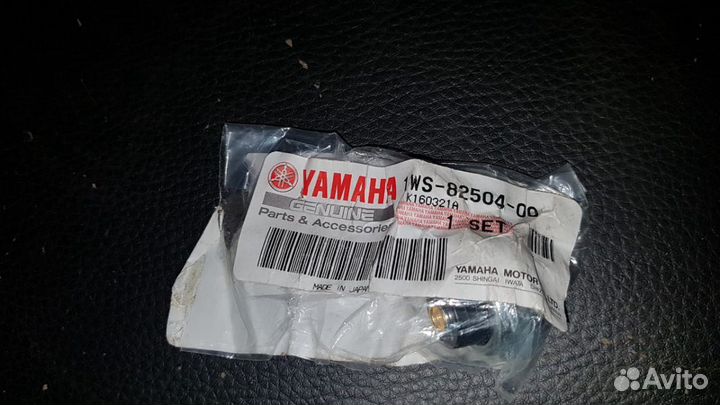 YAMAHA
GENUINE
Parts & Accessories
1WS-82504-00
K160321A
1 SET
YAMAHA MOTOR
2500 SHINGAI IWATA
LTD.
MADE IN JAPAN
Avito